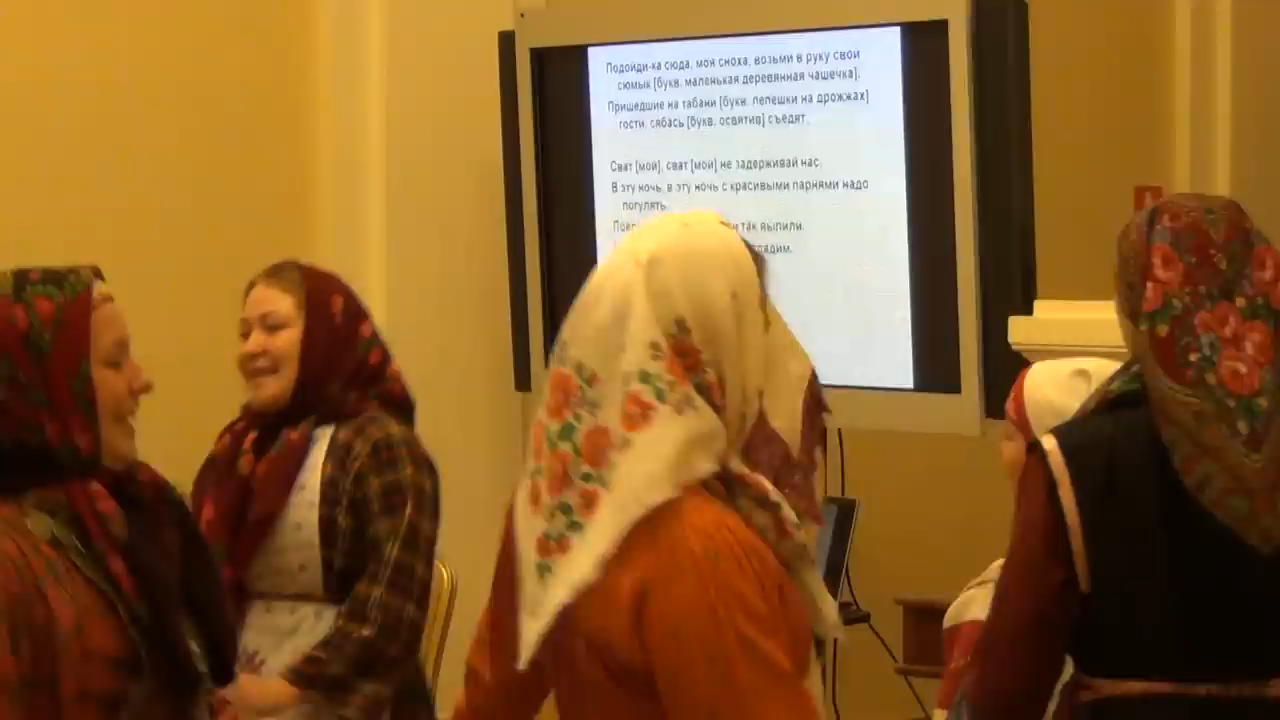 Подойди-ка сюда, моя сноха, возьми в руку свой
сюмык [букв. маленькая деревянная чашечка].
Пришедшие на табани [букв. лепешки на дрожжах]
гости, сябась [букв. освятив] съедят.
Сват [мой], сват [мой] не задерживай нас,
В эту ночь, в эту ночь с красивыми парнями надо
погулять.
так выпили.